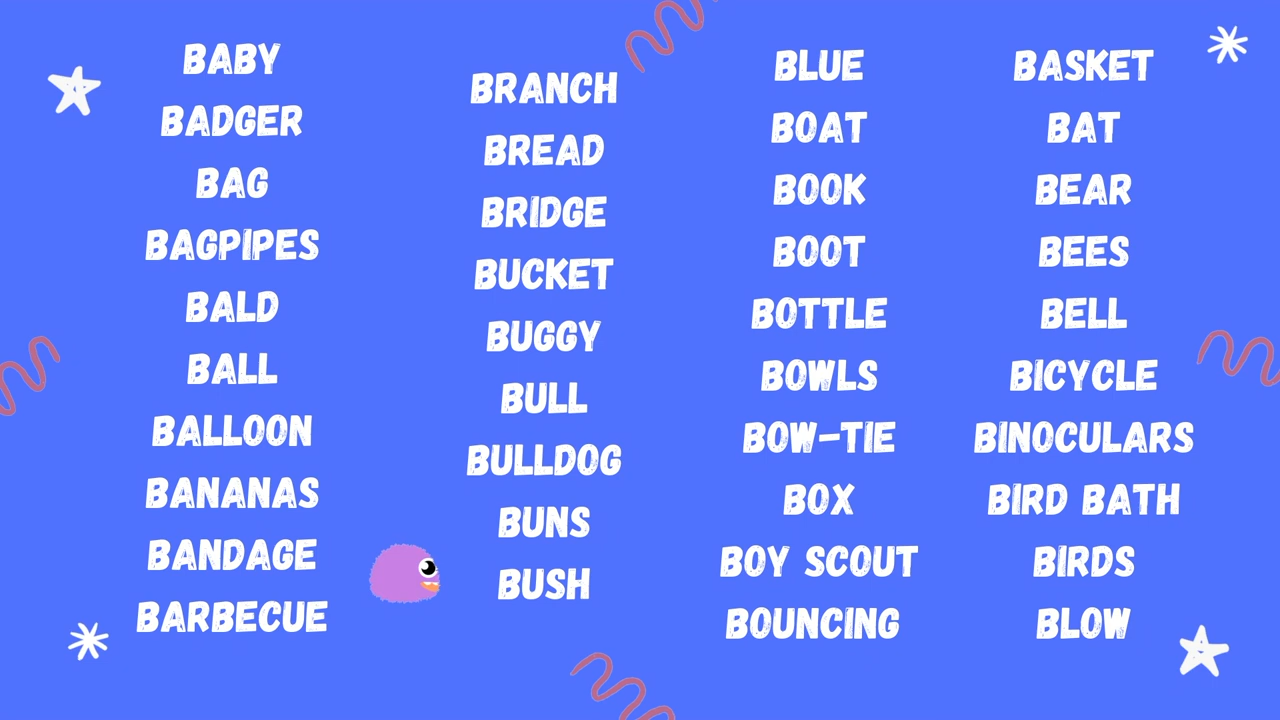 BABY
BADGER
BAG
BAGPIPES
BALD
BALL
BALLOON
BANANAS
BANDAGE
BARBECUE
BRANCH
BREAD
BRIDGE
BUCKET
BUGGY
BULL
BULLDOG
BUNS
BUSH
BLUE
BOAT
BOOK
BOOT
BOTTLE
BOWLS
BOW-TIE
BOX
BOY SCOUT
BOUNCING
BASKET
BAT
BEAR
BEES
BELL
BICYCLE
BINOCULARS
BIRD BATH
BIRDS
BLOW